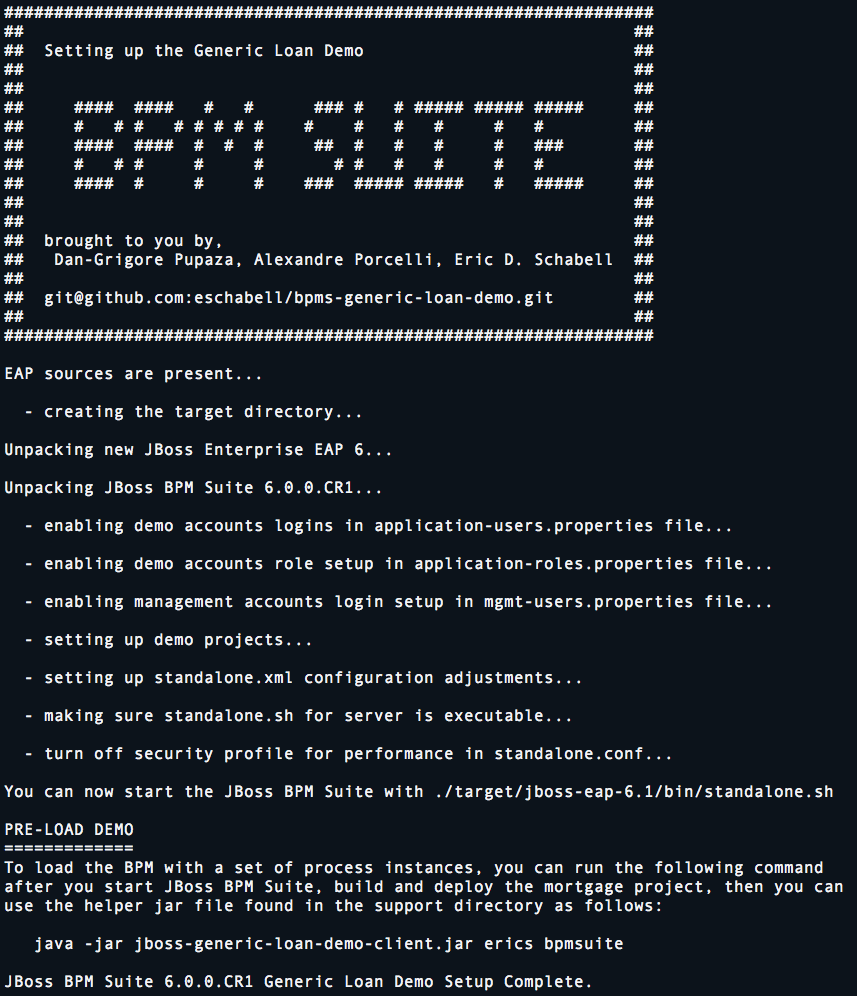 #################################################################
##                                                             ##
##  Setting up the Generic Loan Demo                           ##
##                                                             ##
##                                                             ##
##     ####  ####   #   #      ### #   # ##### ##### #####     ##
##     #   # #   # # # # #    #    #   #   #     #   #         ##
##     ####  ####  #  #  #     ##  #   #   #     #   ###       ##
##     #   # #     #     #       # #   #   #     #   #         ##
##     ####  #     #     #    ###  ##### #####   #   #####     ##
##                                                             ##
##                                                             ##
##  brought to you by,                                         ##
##   Dan-Grigore Pupaza, Alexandre Porcelli, Eric D. Schabell  ##
##                                                             ##
##  git@github.com:eschabell/bpms-generic-loan-demo.git        ##
##                                                             ##
#################################################################
EAP sources are present...
  - creating the target directory...
Unpacking new JBoss Enterprise EAP 6...
Unpacking JBoss BPM Suite 6.0.0.CR1...
  - enabling demo accounts logins in application-users.properties file...
  - enabling demo accounts role setup in application-roles.properties file...
  - enabling management accounts login setup in mgmt-users.properties file...
  - setting up demo projects...
  - setting up standalone.xml configuration adjustments...
  - making sure standalone.sh for server is executable...
  - turn off security profile for performance in standalone.conf...
You can now start the JBoss BPM Suite with ./target/jboss-eap-6.1/bin/standalone.sh
PRE-LOAD DEMO
=============
To load the BPM with a set of process instances, you can run the following command
after you start JBoss BPM Suite, build and deploy the mortgage project, then you can
use the helper jar file found in the support directory as follows:
   java -jar jboss-generic-loan-demo-client.jar erics bpmsuite
JBoss BPM Suite 6.0.0.CR1 Generic Loan Demo Setup Complete.